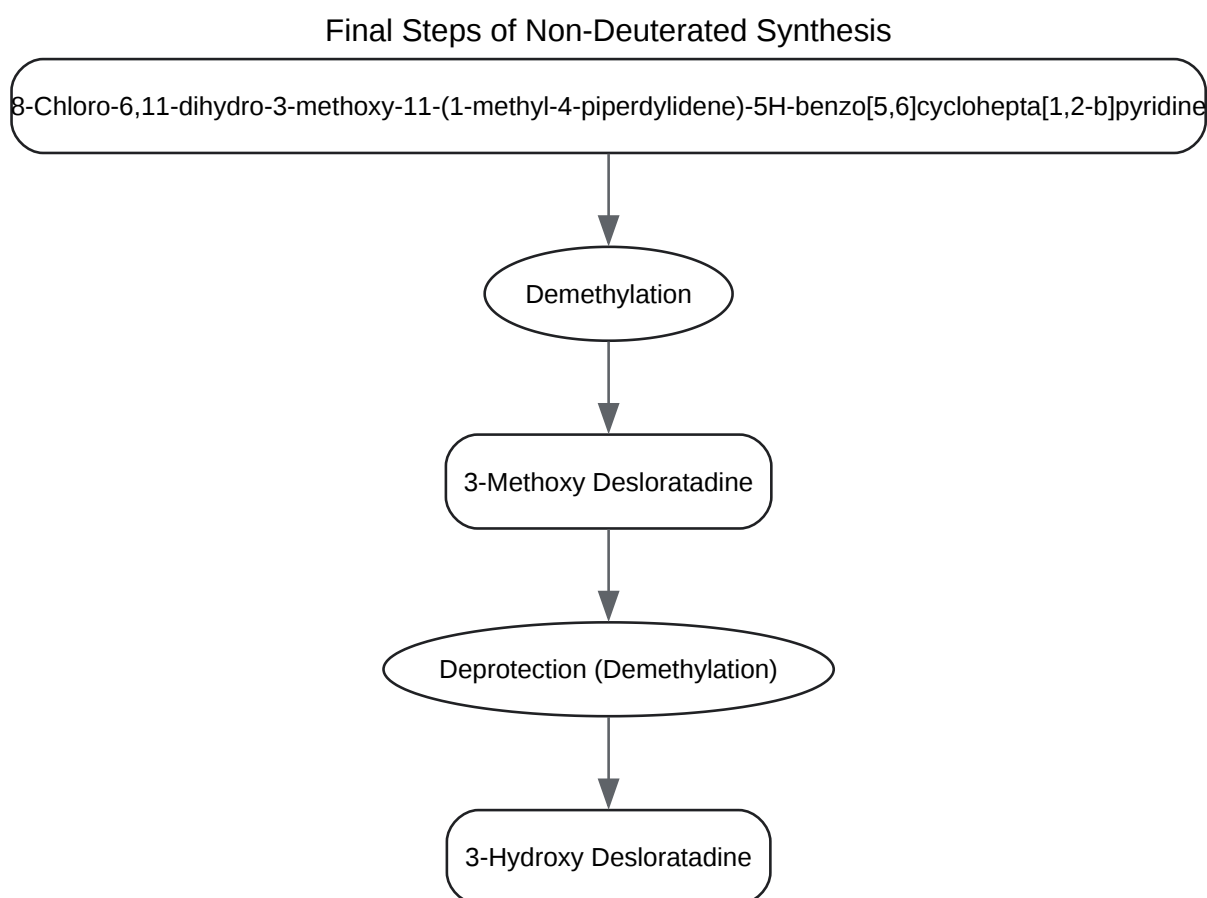 Final Steps of Non-Deuterated Synthesis
8-Chloro-6,11-dihydro-3-methoxy-11-(1-methyl-4-piperdylidene)-5H-benzo[5,6]cyclohepta[1,2-b]pyridine
Demethylation
3-Methoxy Desloratadine
Deprotection (Demethylation)
3-Hydroxy Desloratadine